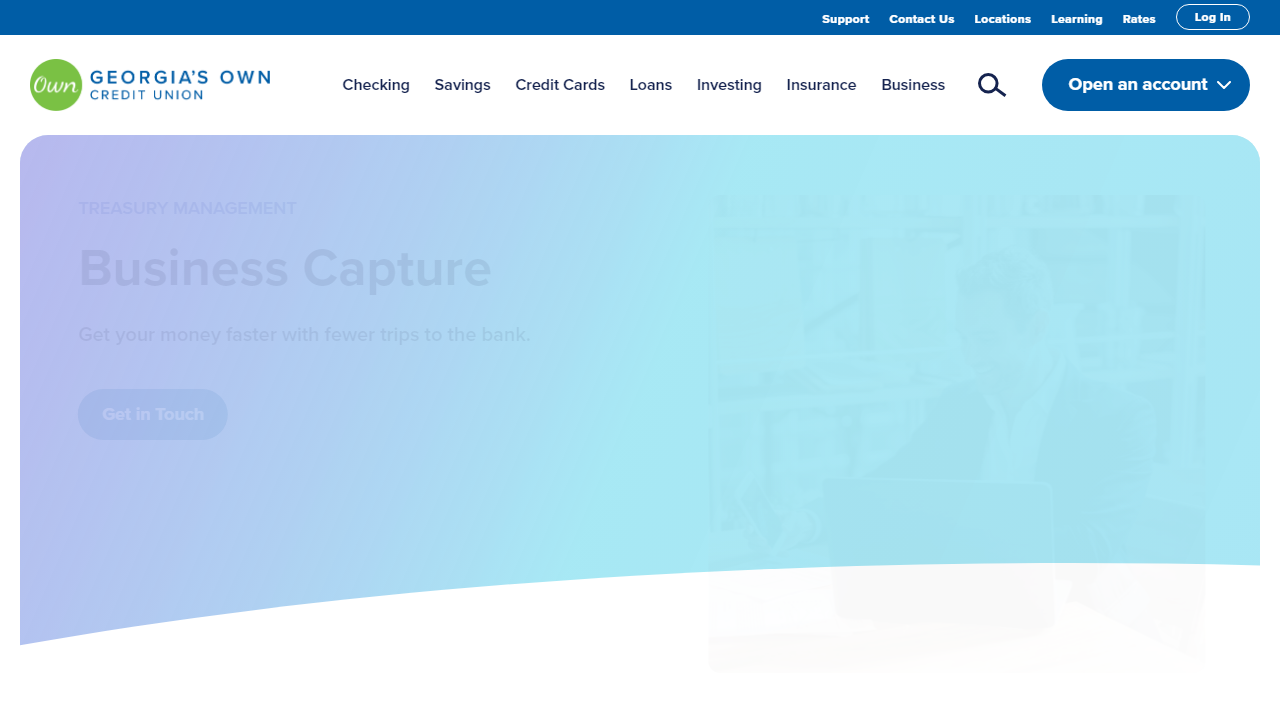 Support Contact Us Locations Learning Rates Log In
Own GEORGIA'S OWN
CREDIT UNION
Checking Savings Credit Cards Loans Investing Insurance Business Open an account
TREASURY MANAGEMENT
Business Capture
Get your money faster with fewer trips to the bank.
Get in Touch